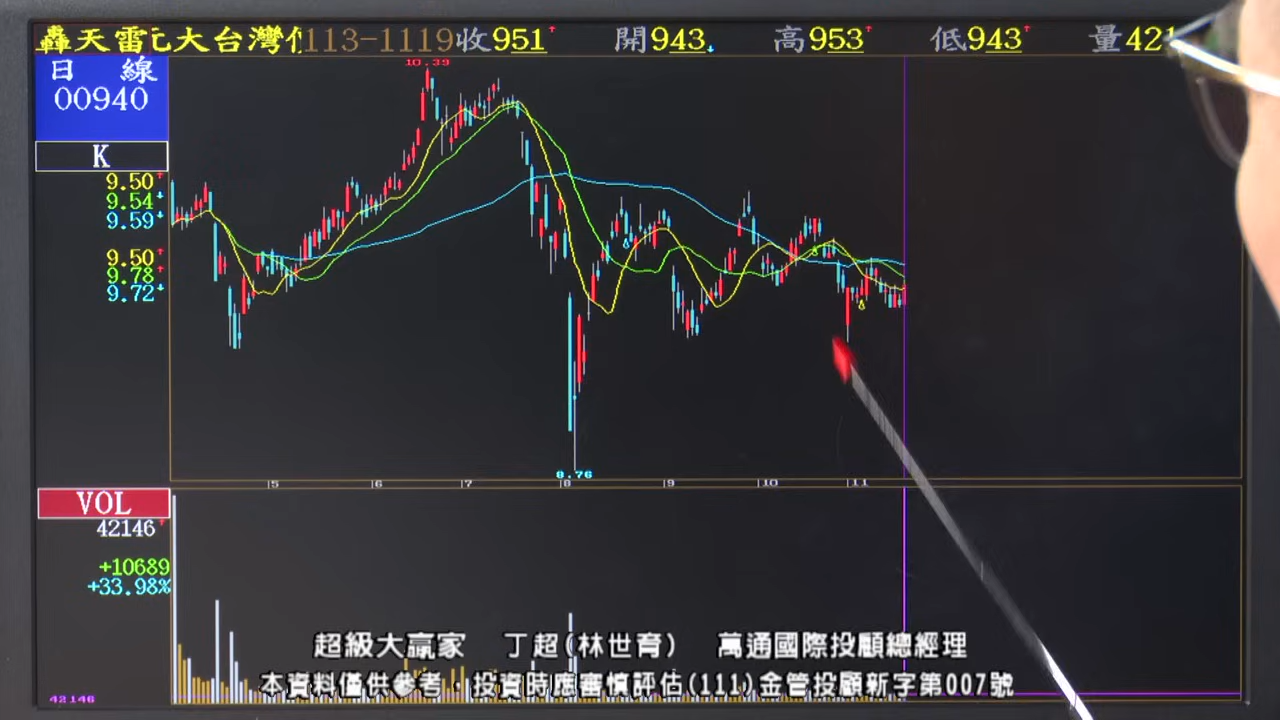 轟天雷 元大台灣价 113-1119 收951↑ 開943↓ 高953↑ 低943↑ 量421
日 線
00940
K
10.39
9.50↑
9.54↓
9.59↓
9.50↑
9.78↑
9.72↓
8.76
5 6 7 8 9 10 11
VOL
42146↑
+10689
+33.98%
超級大贏家 丁超(林世育) 萬通國際投顧總經理
本資料僅供參考,投資時應審慎評估(111)金管投顧新字第007號
42146